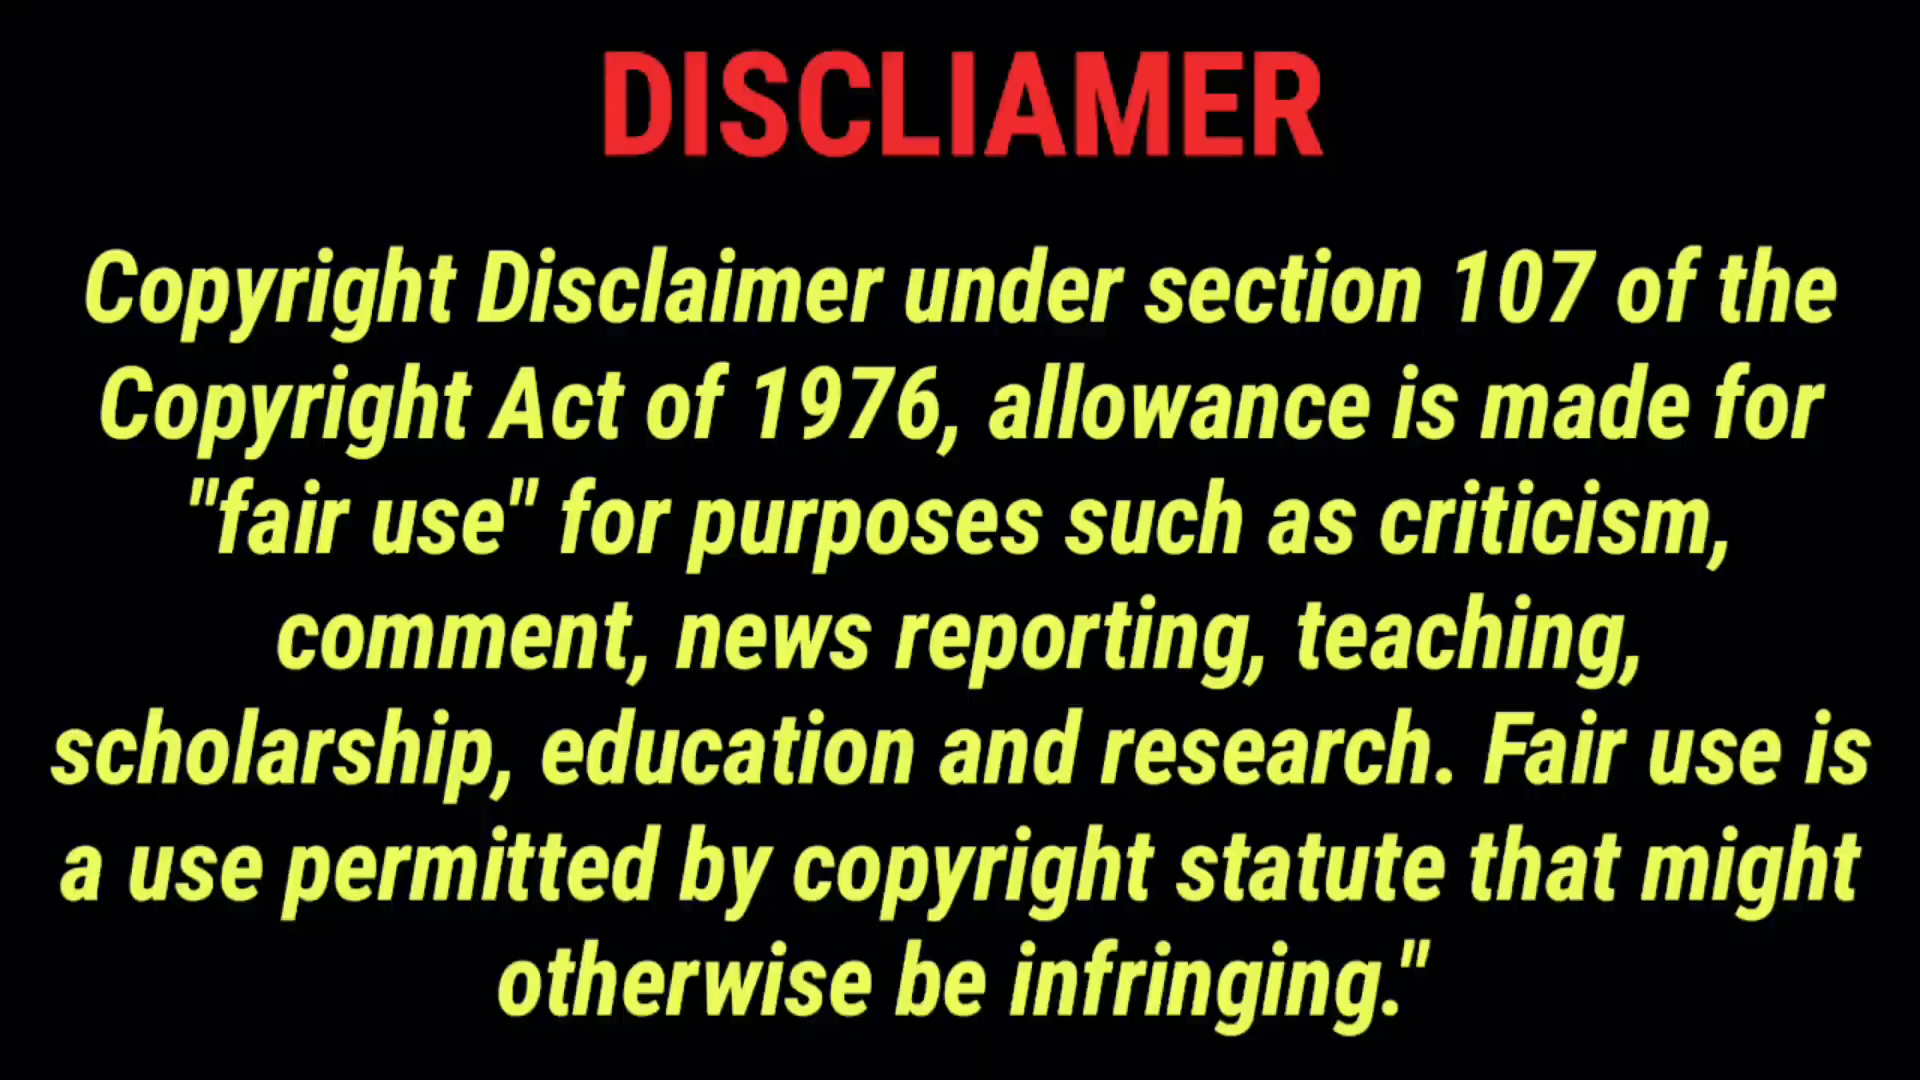 DISCLIAMER
Copyright Disclaimer under section 107 of the
Copyright Act of 1976, allowance is made for
"fair use" for purposes such as criticism,
comment, news reporting, teaching,
scholarship, education and research. Fair use is
a use permitted by copyright statute that might
otherwise be infringing."